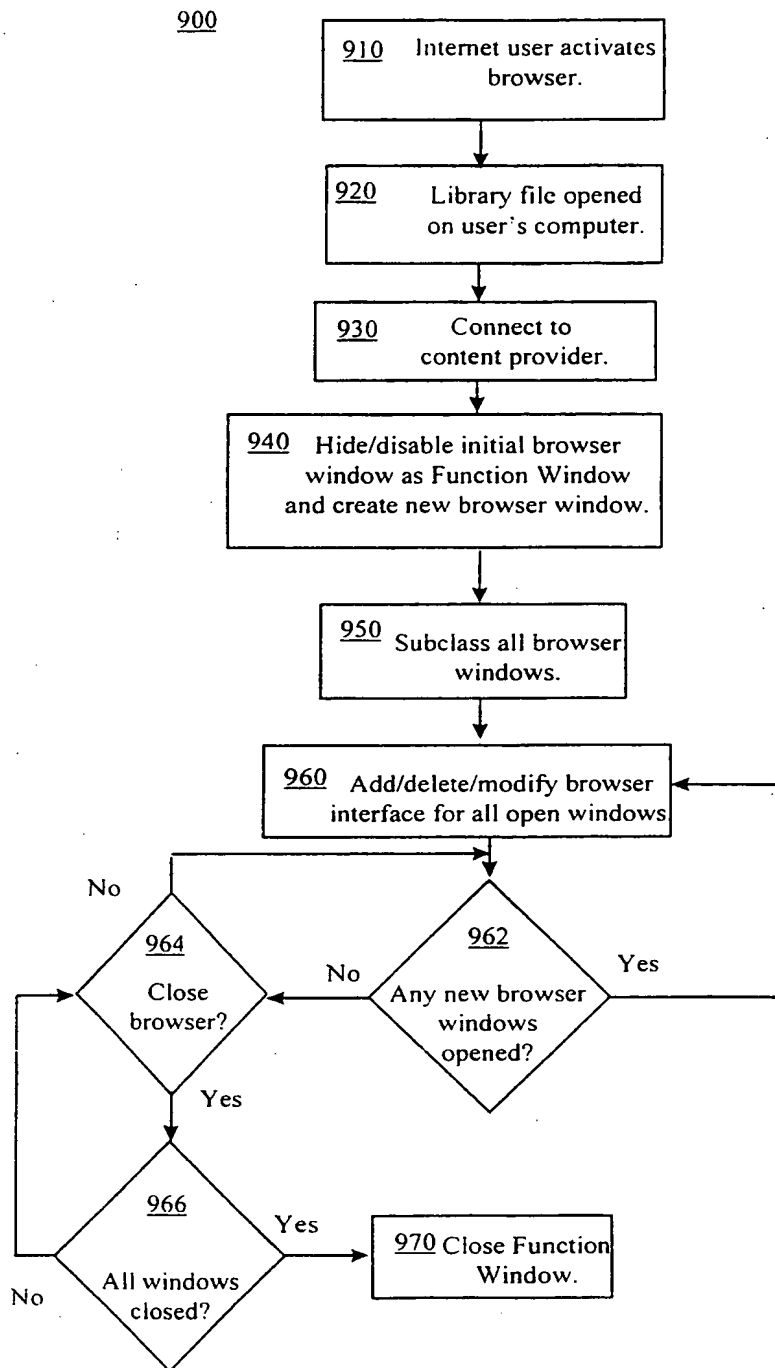 900
910 Internet user activates
browser.
920 Library file opened
on user's computer.
930 Connect to
content provider.
940 Hide/disable initial browser
window as Function Window
and create new browser window.
950 Subclass all browser
windows.
960 Add/delete/modify browser
interface for all open windows.
No
964
Close
browser?
No
962
Any new browser
windows
opened?
Yes
Yes
966
All windows
closed?
Yes
No
970 Close Function
Window.